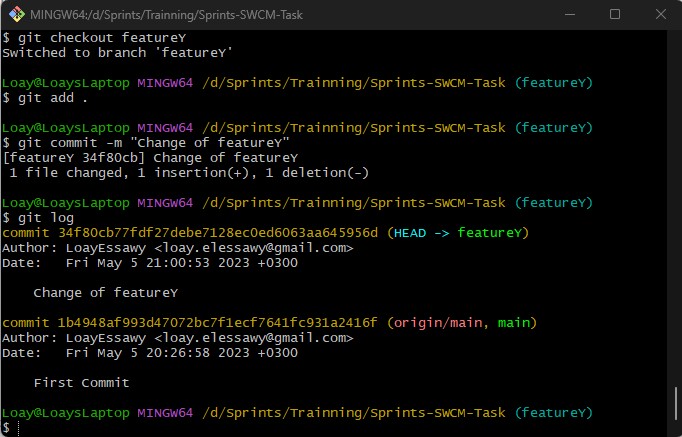 MINGW64:/d/Sprints/Trainning/Sprints-SWCM-Task
$ git checkout featureY
Switched to branch 'featureY'
Loay@LoaysLaptop MINGW64 /d/Sprints/Trainning/Sprints-SWCM-Task (featureY)
$ git add .
Loay@LoaysLaptop MINGW64 /d/Sprints/Trainning/Sprints-SWCM-Task (featureY)
$ git commit -m "Change of featureY"
[featureY 34f80cb] Change of featureY
1 file changed, 1 insertion(+), 1 deletion(-)
Loay@LoaysLaptop MINGW64 /d/Sprints/Trainning/Sprints-SWCM-Task (featureY)
$ git log
commit 34f80cb77fdf27debe7128ec0ed6063aa645956d (HEAD -> featureY)
Author: LoayEssawy <loay.elessawy@gmail.com>
Date:   Fri May 5 21:00:53 2023 +0300
Change of featureY
commit 1b4948af993d47072bc7f1ecf7641fc931a2416f (origin/main, main)
Author: LoayEssawy <loay.elessawy@gmail.com>
Date:   Fri May 5 20:26:58 2023 +0300
First Commit
Loay@LoaysLaptop MINGW64 /d/Sprints/Trainning/Sprints-SWCM-Task (featureY)
$